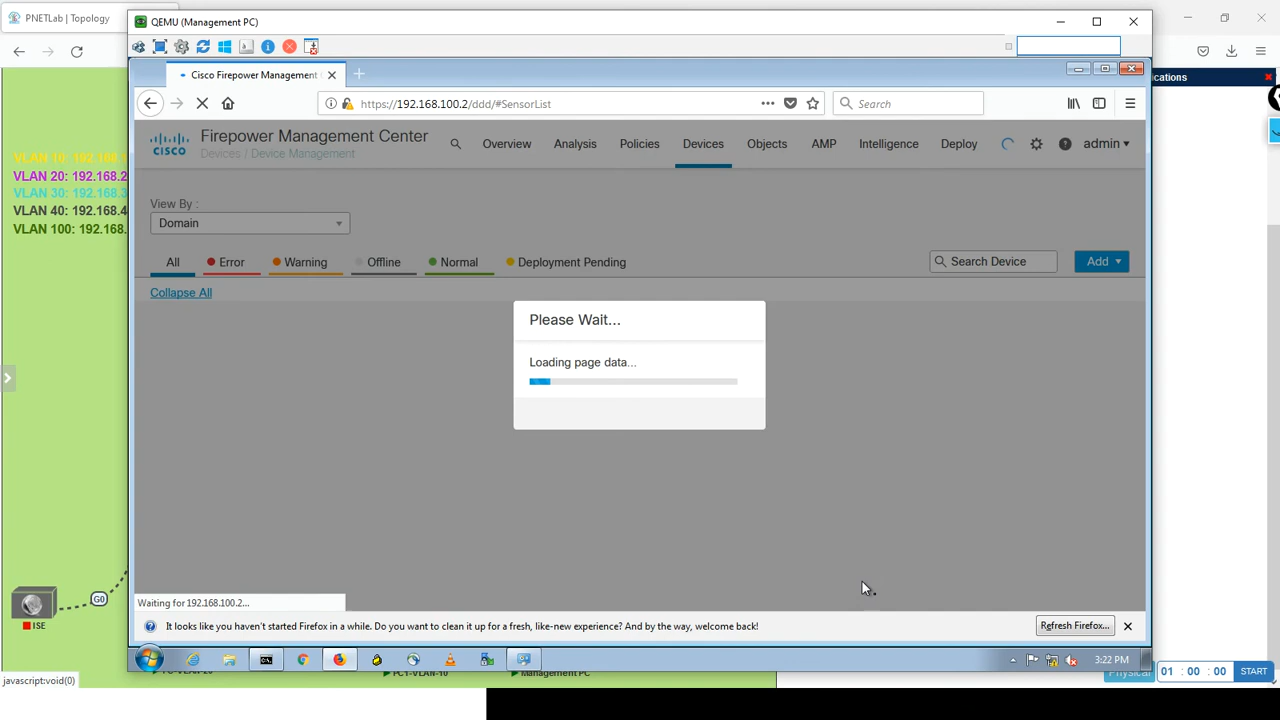 PNETLab | Topology
QEMU (Management PC)
Cisco Firepower Management
https://192.168.100.2/ddd/#SensorList
Search
ications
CISCO
Firepower Management Center
Devices / Device Management
Overview
Analysis
Policies
Devices
Objects
AMP
Intelligence
Deploy
admin
VLAN 10: 192.168.1
VLAN 20: 192.168.2
VLAN 30: 192.168.3
VLAN 40: 192.168.4
VLAN 100: 192.168.
View By :
Domain
All
Error
Warning
Offline
Normal
Deployment Pending
Search Device
Add
Collapse All
Please Wait...
Loading page data...
G0
ISE
Waiting for 192.168.100.2...
It looks like you haven't started Firefox in a while. Do you want to clean it up for a fresh, like-new experience? And by the way, welcome back!
Refresh Firefox...
3:22 PM
PC1-VLAN-10
Management PC
Physical
01 : 00 : 00
START
javascript:void(0)